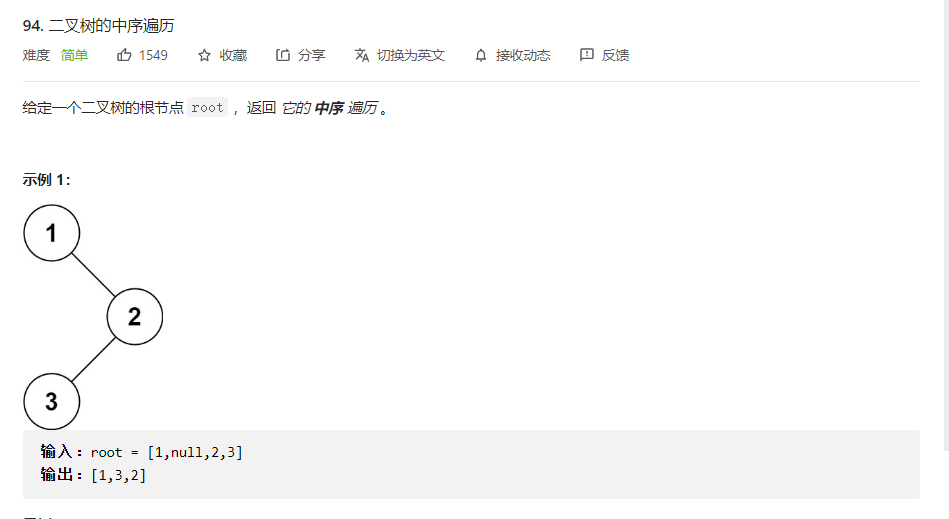 94. 二叉树的中序遍历
难度 简单 1549 收藏 分享 切换为英文 接收动态 反馈
给定一个二叉树的根节点 root ，返回 它的 中序 遍历 。
示例 1：
1
2
3
输入：root = [1,null,2,3]
输出：[1,3,2]